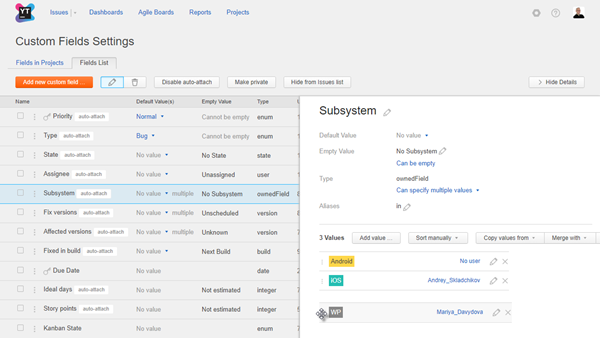 YT
Issues Dashboards Agile Boards Reports Projects
Custom Fields Settings
Fields in Projects Fields List
Add new custom field ... Disable auto-attach Make private Hide from Issues list > Hide Details
Name Default Value(s) Empty Value Type
Priority auto-attach Normal Cannot be empty enum
Type auto-attach Bug Cannot be empty enum
State auto-attach No value No State state
Assignee auto-attach No value Unassigned user
Subsystem auto-attach No value multiple No Subsystem ownedField
Fix versions auto-attach No value multiple Unscheduled version
Affected versions auto-attach No value multiple Unknown version
Fixed in build auto-attach No value Next Build build
Due Date No value date
Ideal days auto-attach No value Not estimated integer
Story points auto-attach No value Not estimated integer
Kanban State enum
Subsystem
Default Value No value
Empty Value No Subsystem
Can be empty
Type ownedField
Can specify multiple values
Aliases in
3 Values Add value ... Sort manually Copy values from Merge with
Android No user
iOS Andrey_Skladchikov
WP Mariya_Davydova